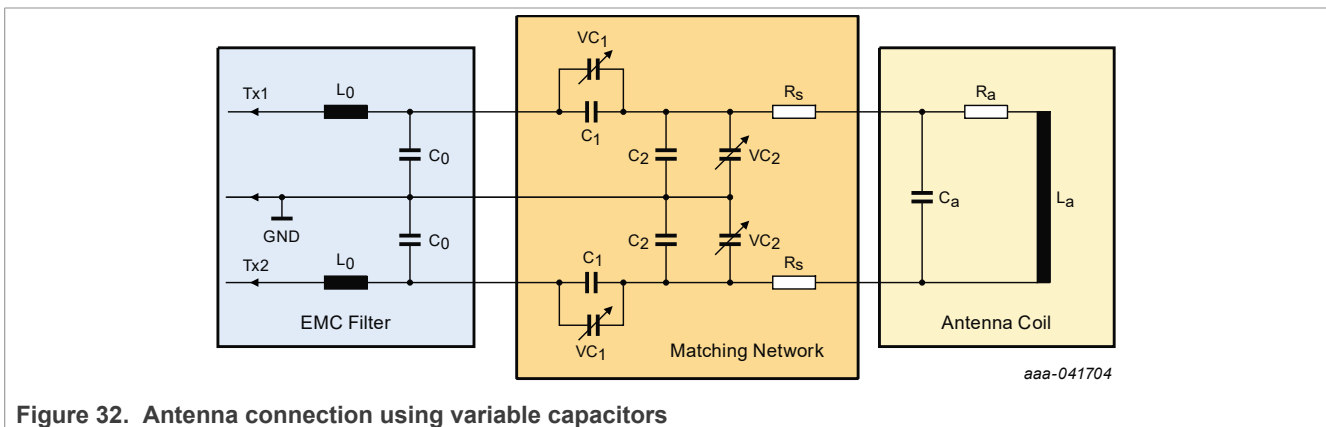 VC1
Tx1
L0
C1
Rs
Ra
C0
C2
VC2
GND
Ca
La
C0
C2
VC2
Tx2
L0
C1
Rs
VC1
EMC Filter
Matching Network
Antenna Coil
aaa-041704
Figure 32. Antenna connection using variable capacitors